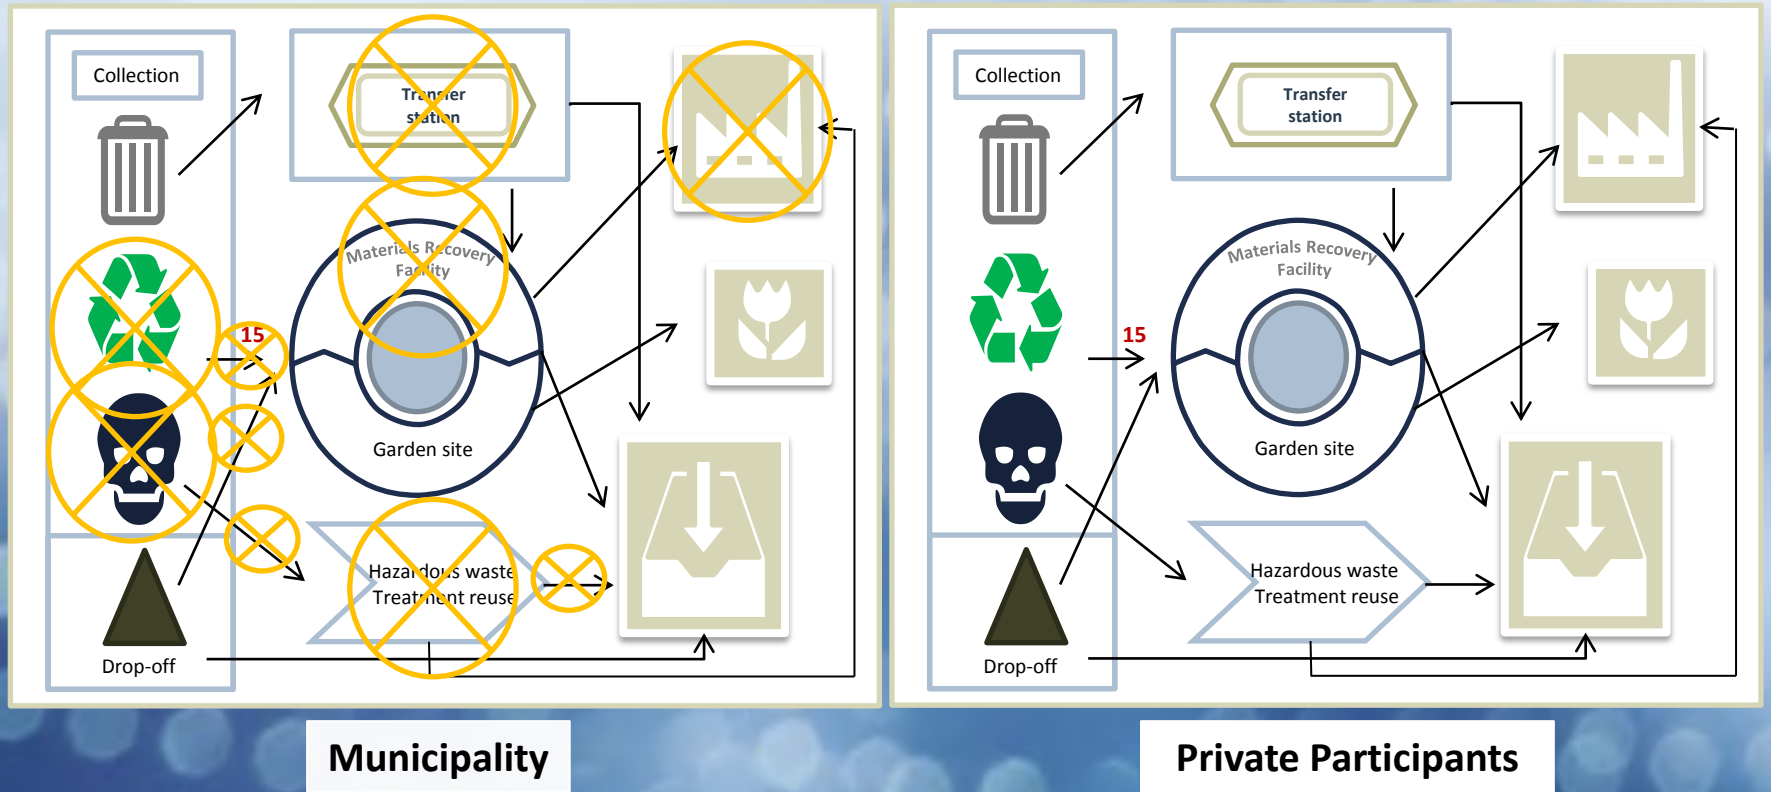 Collection
Transfer
station
Materials Recovery
Facility
15
Garden site
Hazardous waste
Treatment reuse
Drop-off
Municipality
Collection
Transfer
station
Materials Recovery
Facility
15
Garden site
Hazardous waste
Treatment reuse
Drop-off
Private Participants